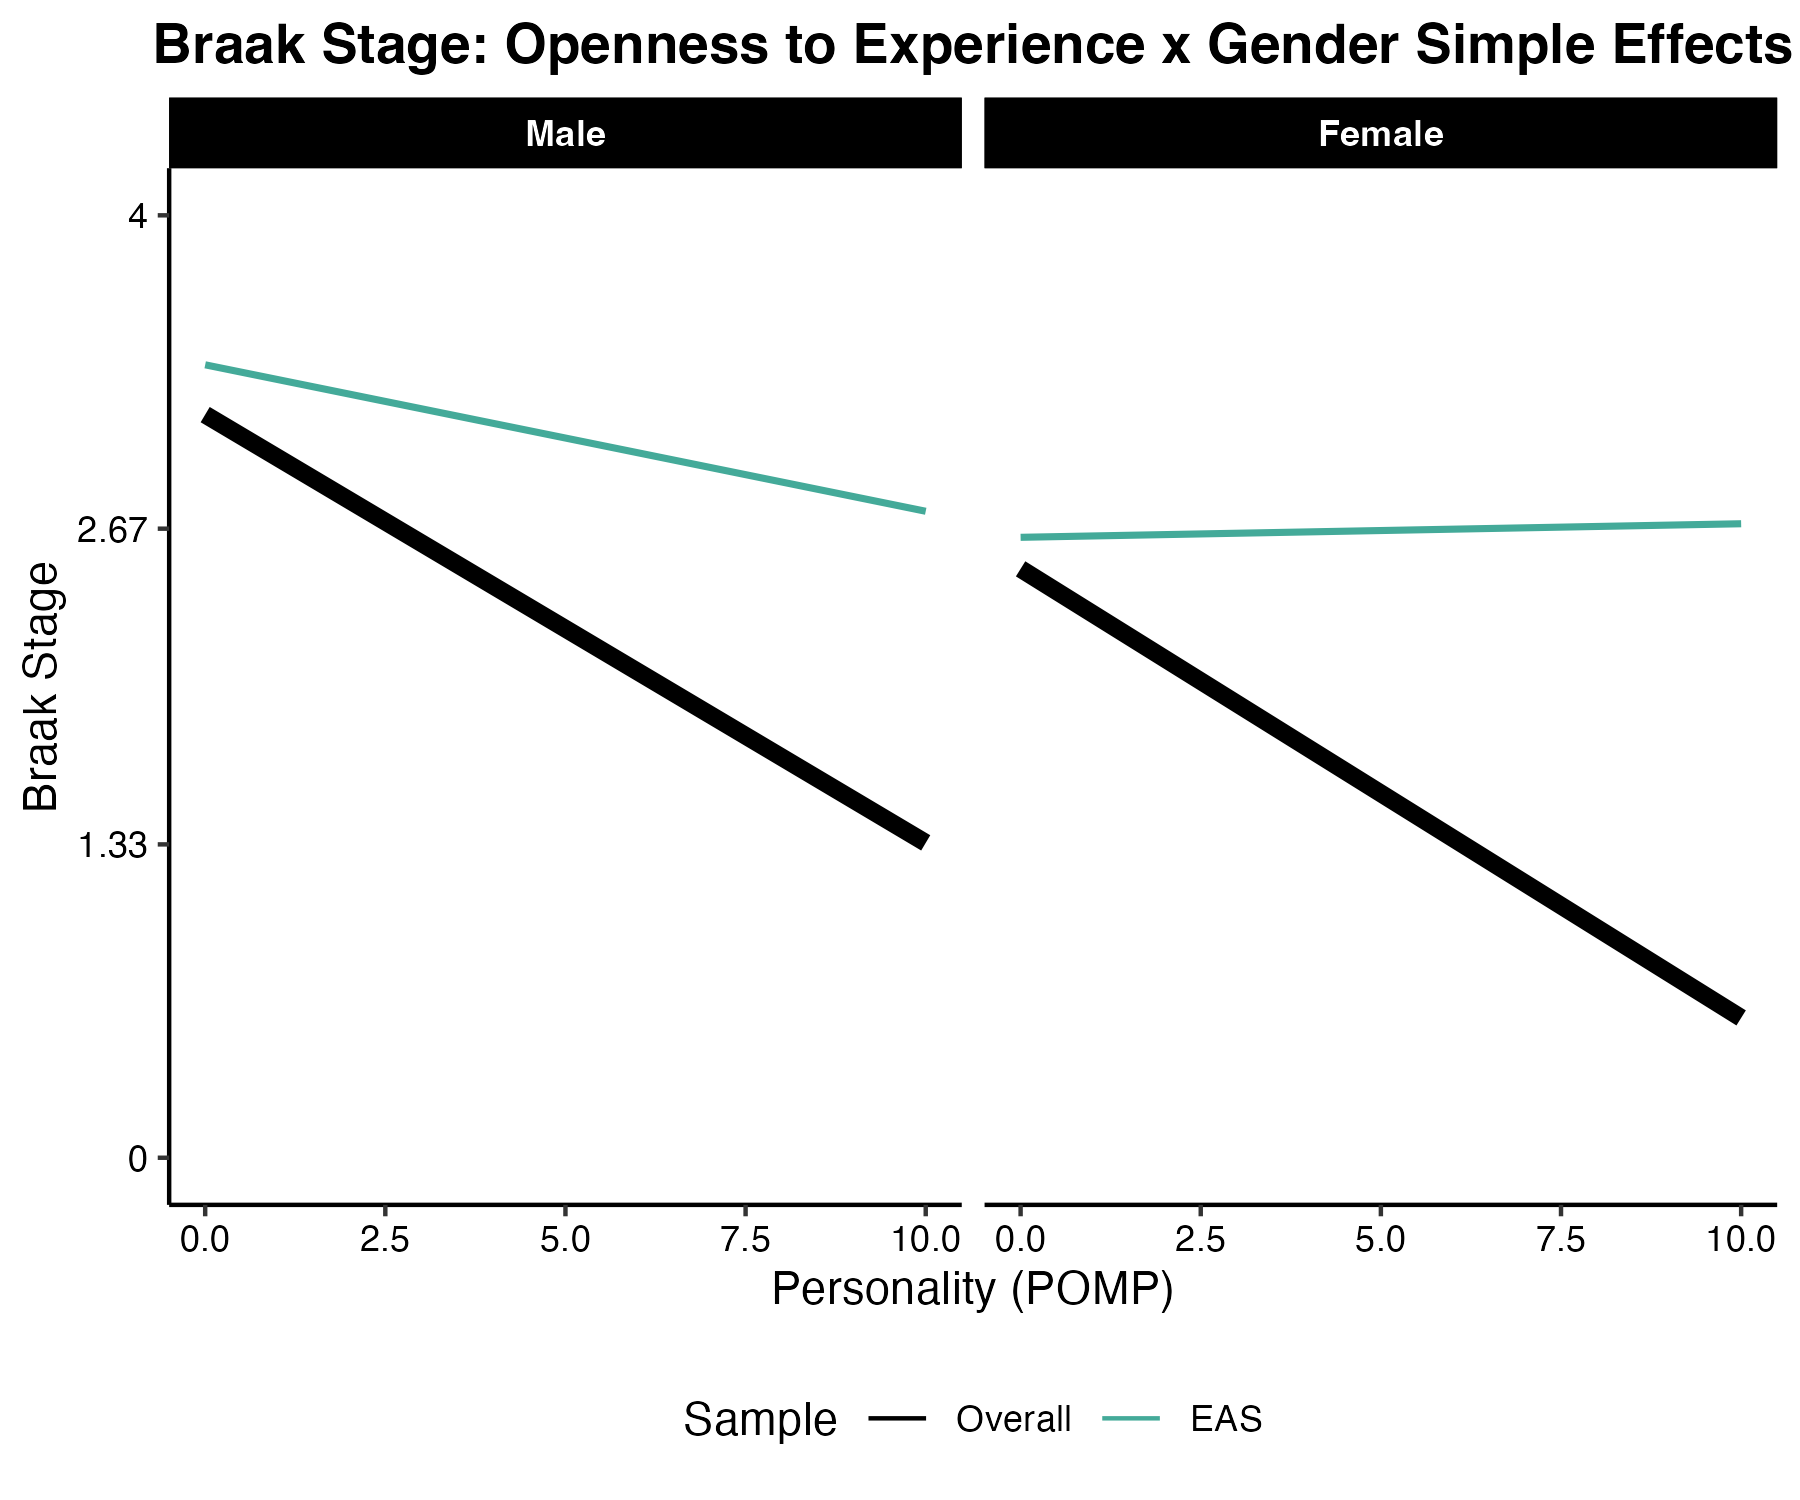 Braak Stage: Openness to Experience x Gender Simple Effects
Male
Female
4
2.67
1.33
0
Braak Stage
0.0 2.5 5.0 7.5 10.0
0.0 2.5 5.0 7.5 10.0
Personality (POMP)
Sample Overall EAS